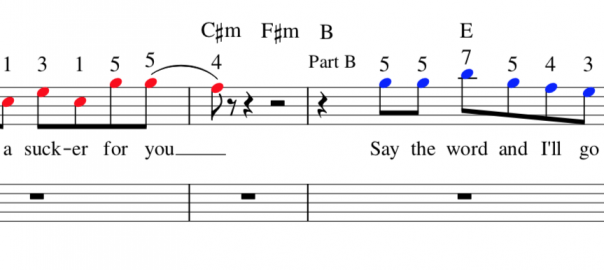 C♯m F♯m B E
1 3 1 5 5 4 Part B 5 5 7 5 4 3
a suck-er for you Say the word and I'll go